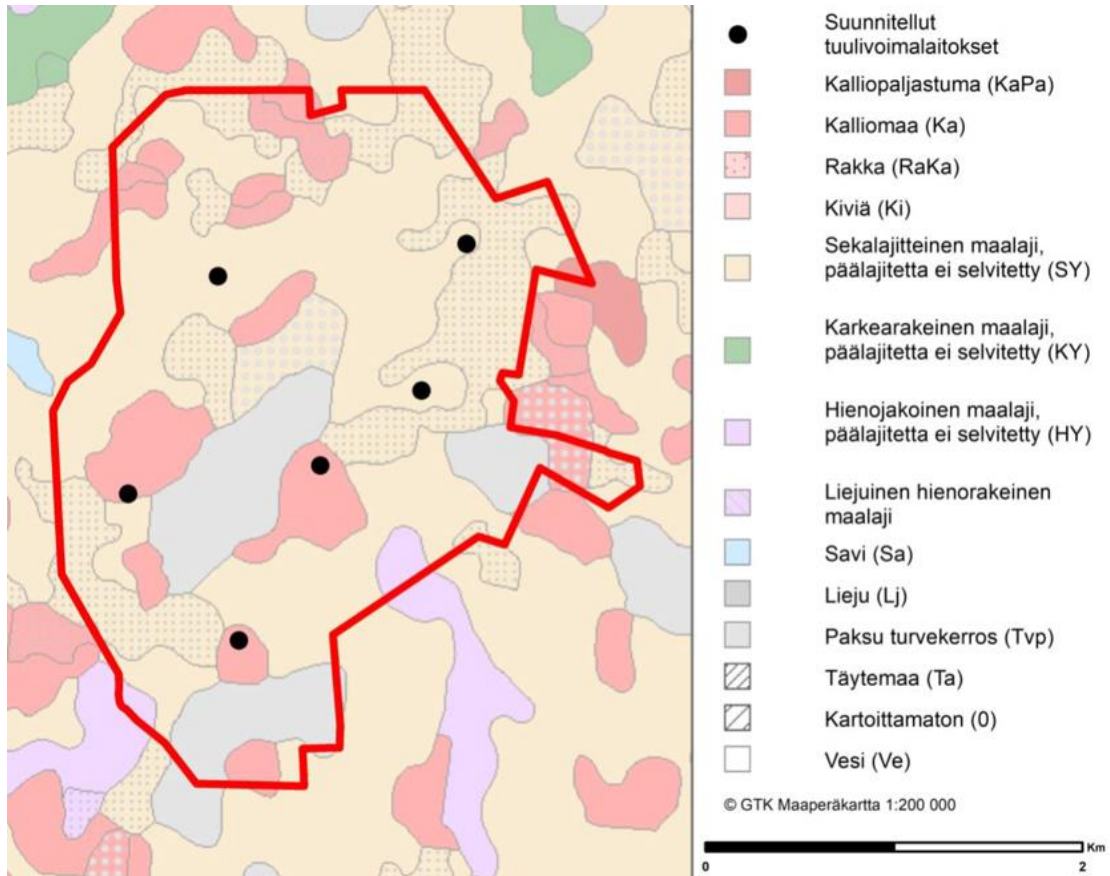 Suunnitellut
tuulivoimalaitokset
Kalliopaljastuma (KaPa)
Kalliomaa (Ka)
Rakka (RaKa)
Kiviä (Ki)
Sekalajitteinen maalaji,
päälajitetta ei selvitetty (SY)
Karkearakeinen maalaji,
päälajitetta ei selvitetty (KY)
Hienojakoinen maalaji,
päälajitetta ei selvitetty (HY)
Liejuinen hienorakeinen
maalaji
Savi (Sa)
Lieju (Lj)
Paksu turvekerros (Tvp)
Täytemaa (Ta)
Kartoittamaton (0)
Vesi (Ve)
© GTK Maaperäkartta 1:200 000
Km
0 2